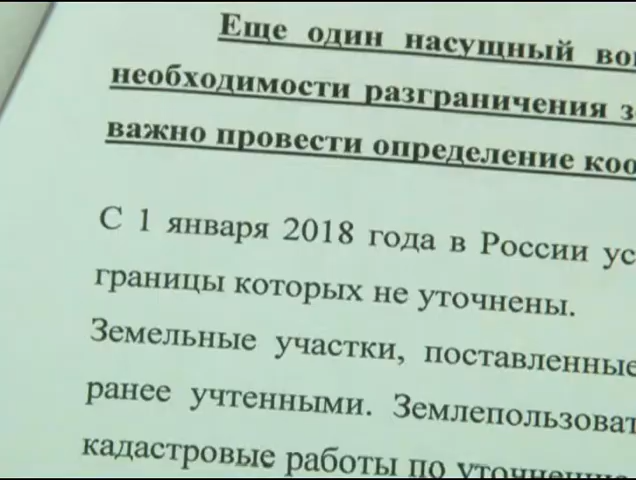 Еще один насущный
необходимости разграничения
важно провести определение
С 1 января 2018 года в России
границы которых не уточнены.
Земельные участки, поставленные
ранее учтенными.
кадастровые работы по